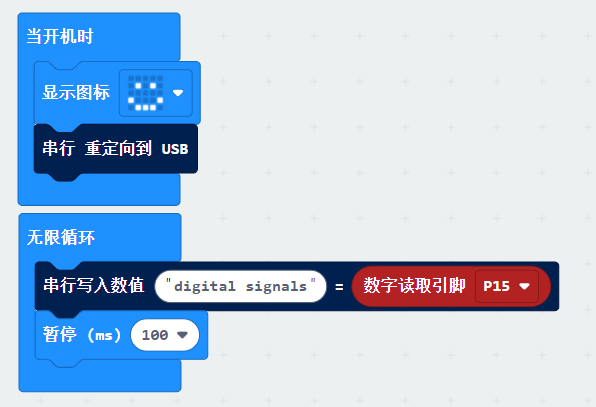 当开机时
显示图标
串行 重定向到 USB
无限循环
串行写入数值 "digital signals" = 数字读取引脚 P15
暂停 (ms) 100